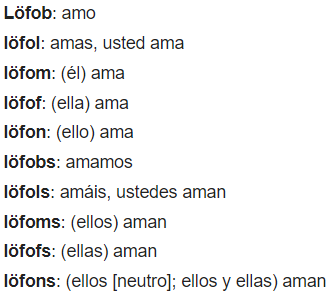 Löfob: amo
löfol: amas, usted ama
löfom: (él) ama
löfof: (ella) ama
löfon: (ello) ama
löfobs: amamos
löfols: amáis, ustedes aman
löfoms: (ellos) aman
löfofs: (ellas) aman
löfons: (ellos [neutro]; ellos y ellas) aman